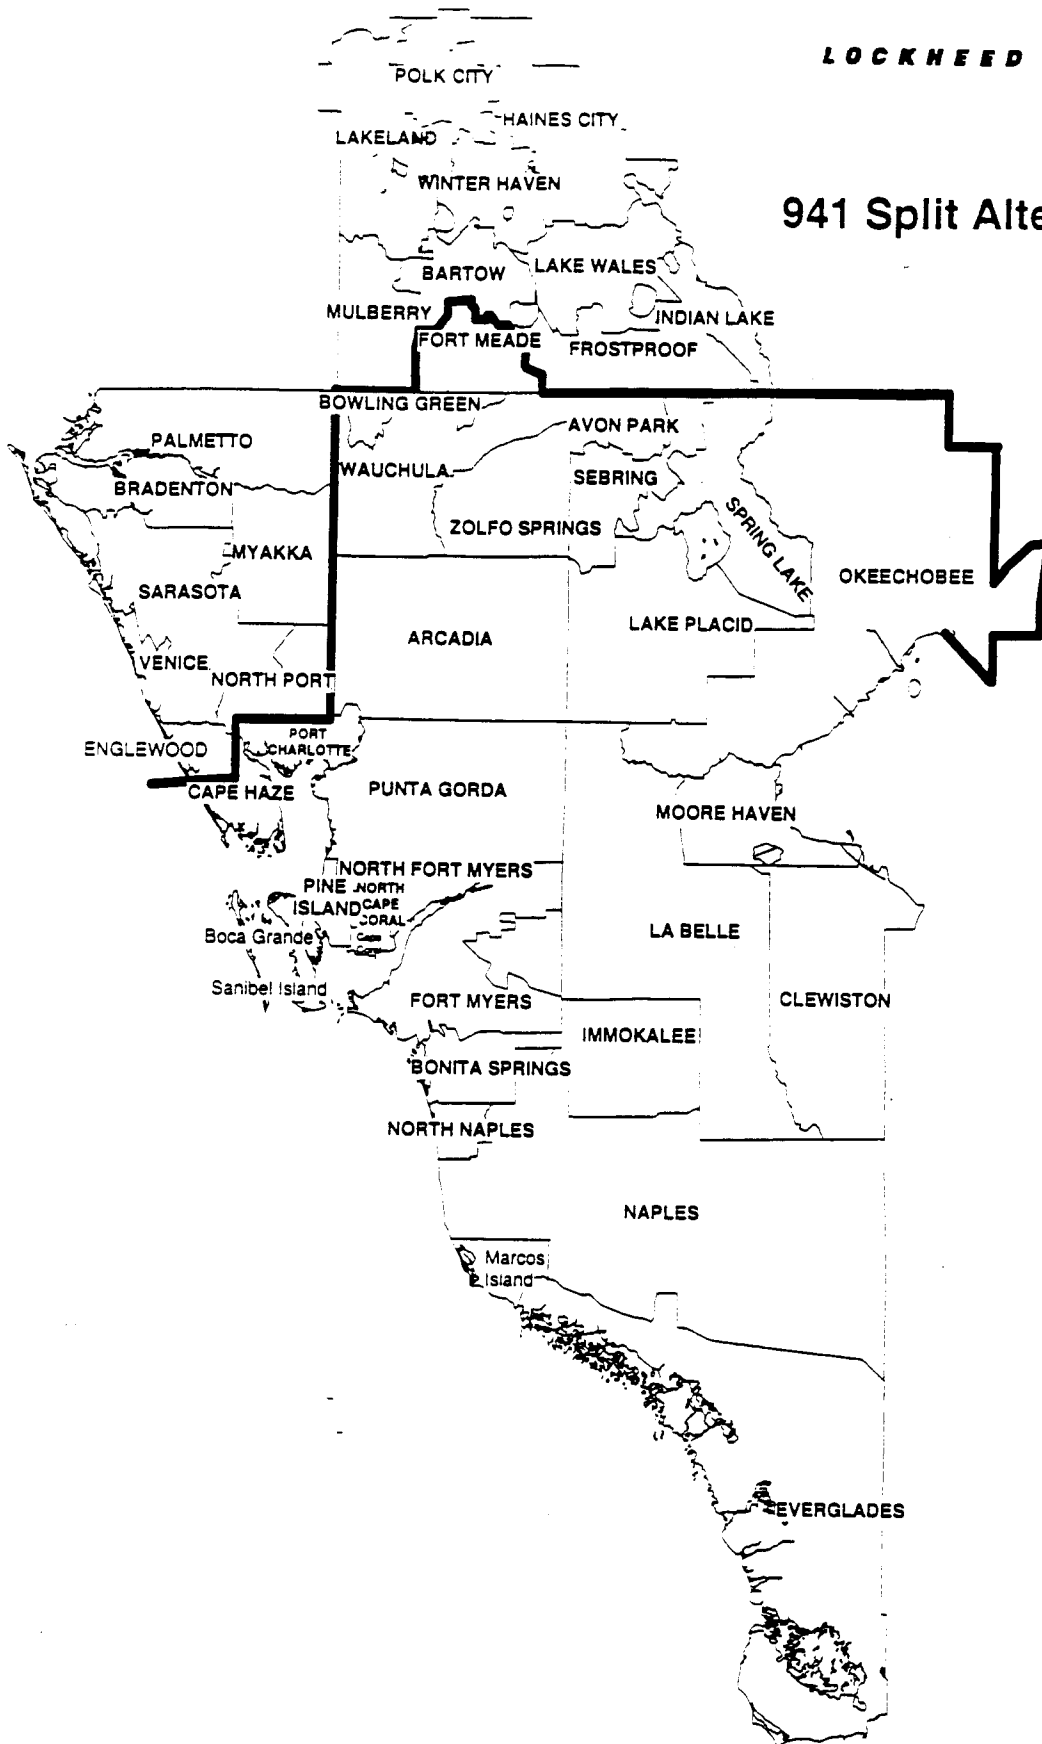 LOCKHEED
POLK CITY
HAINES CITY
LAKELAND
WINTER HAVEN
941 Split Alte
BARTOW
LAKE WALES
MULBERRY
INDIAN LAKE
FORT MEADE
FROSTPROOF
BOWLING GREEN
AVON PARK
PALMETTO
WAUCHULA
SEBRING
BRADENTON
ZOLFO SPRINGS
SPRING LAKE
MYAKKA
OKEECHOBEE
SARASOTA
LAKE PLACID
ARCADIA
VENICE
NORTH PORT
PORT
CHARLOTTE
ENGLEWOOD
CAPE HAZE
PUNTA GORDA
MOORE HAVEN
NORTH FORT MYERS
PINE
ISLAND
NORTH
CAPE
CORAL
Cape
Boca Grande
LA BELLE
Sanibel Island
FORT MYERS
CLEWISTON
IMMOKALEE
BONITA SPRINGS
NORTH NAPLES
NAPLES
Marcos
Island
EVERGLADES